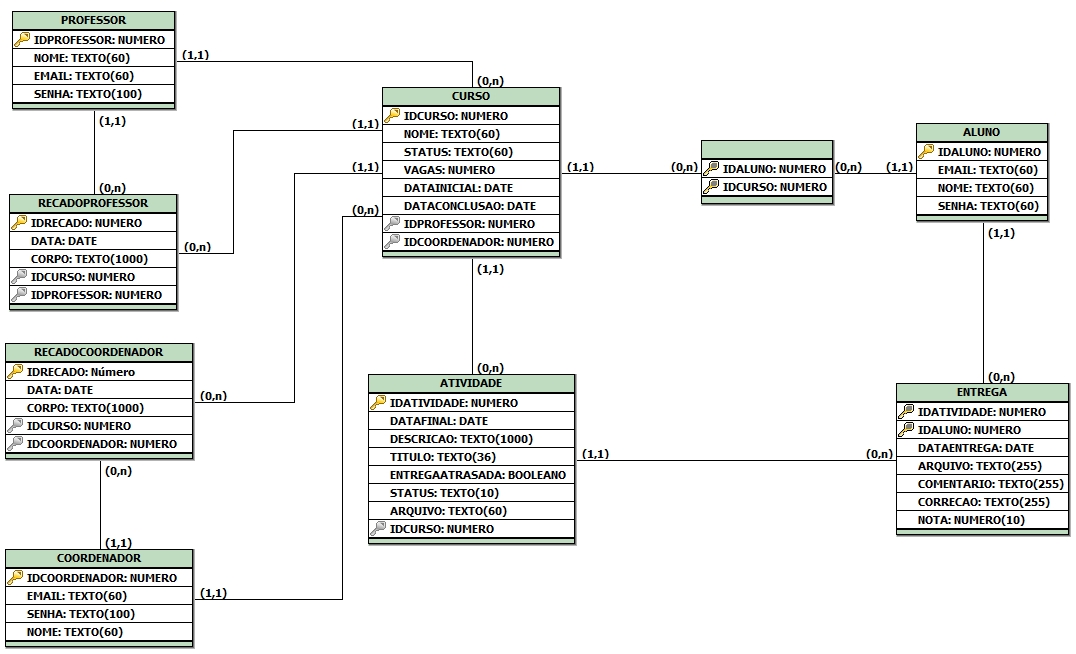 PROFESSOR
IDPROFESSOR: NUMERO
NOME: TEXTO(60)
EMAIL: TEXTO(60)
SENHA: TEXTO(100)
(1,1)
(0,n)
(1,1)
(0,n)
RECADOPROFESSOR
IDRECADO: NUMERO
DATA: DATE
CORPO: TEXTO(1000)
IDCURSO: NUMERO
IDPROFESSOR: NUMERO
(0,n)
(1,1)
(1,1)
(0,n)
CURSO
IDCURSO: NUMERO
NOME: TEXTO(60)
STATUS: TEXTO(60)
VAGAS: NUMERO
DATAINICIAL: DATE
DATACONCLUSAO: DATE
IDPROFESSOR: NUMERO
IDCOORDENADOR: NUMERO
(1,1)
(0,n)
IDALUNO: NUMERO
IDCURSO: NUMERO
(0,n)
(1,1)
ALUNO
IDALUNO: NUMERO
EMAIL: TEXTO(60)
NOME: TEXTO(60)
SENHA: TEXTO(60)
(1,1)
(0,n)
(1,1)
(0,n)
RECADOCOORDENADOR
IDRECADO: Número
DATA: DATE
CORPO: TEXTO(1000)
IDCURSO: NUMERO
IDCOORDENADOR: NUMERO
(0,n)
(0,n)
(1,1)
COORDENADOR
IDCOORDENADOR: NUMERO
EMAIL: TEXTO(60)
SENHA: TEXTO(100)
NOME: TEXTO(60)
(1,1)
ATIVIDADE
IDATIVIDADE: NUMERO
DATAFINAL: DATE
DESCRICAO: TEXTO(1000)
TITULO: TEXTO(36)
ENTREGAATRASADA: BOOLEANO
STATUS: TEXTO(10)
ARQUIVO: TEXTO(60)
IDCURSO: NUMERO
(1,1)
(0,n)
ENTREGA
IDATIVIDADE: NUMERO
IDALUNO: NUMERO
DATAENTREGA: DATE
ARQUIVO: TEXTO(255)
COMENTARIO: TEXTO(255)
CORRECAO: TEXTO(255)
NOTA: NUMERO(10)